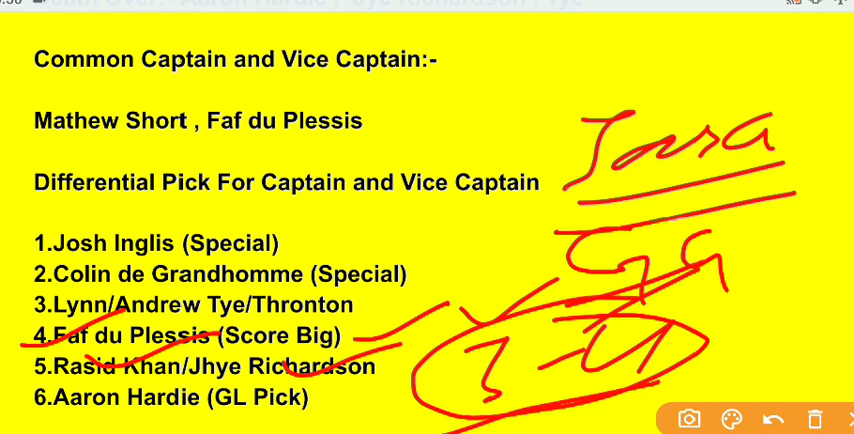 Common Captain and Vice Captain:-
Mathew Short , Faf du Plessis
Differential Pick For Captain and Vice Captain
1.Josh Inglis (Special)
2.Colin de Grandhomme (Special)
3.Lynn/Andrew Tye/Thronton
4.Faf du Plessis (Score Big)
5.Rasid Khan/Jhye Richardson
6.Aaron Hardie (GL Pick)